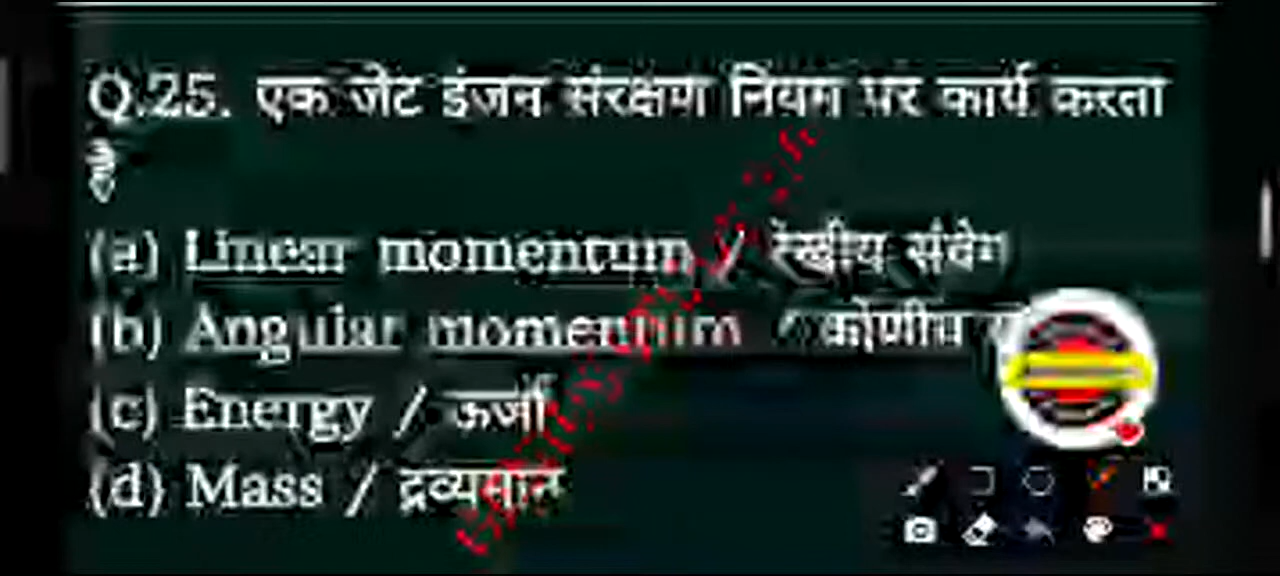 Q.25. एक जेट इंजन संरक्षण नियम पर कार्य करता
है
(a) Linear momentum / रेखीय संवेग
(b) Angular momentum / कोणीय
(c) Energy / ऊर्जा
(d) Mass / द्रव्यमान